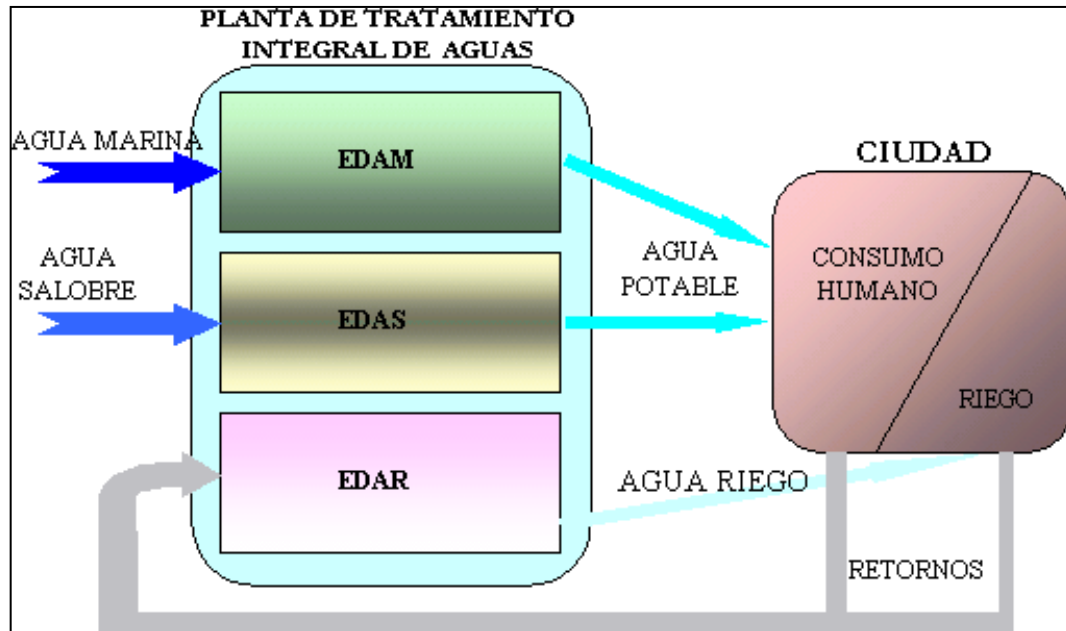 PLANTA DE TRATAMIENTO
INTEGRAL DE AGUAS
AGUA MARINA
EDAM
CIUDAD
AGUA
SALOBRE
EDAS
AGUA
POTABLE
CONSUMO
HUMANO
RIEGO
EDAR
AGUA RIEGO
RETORNOS